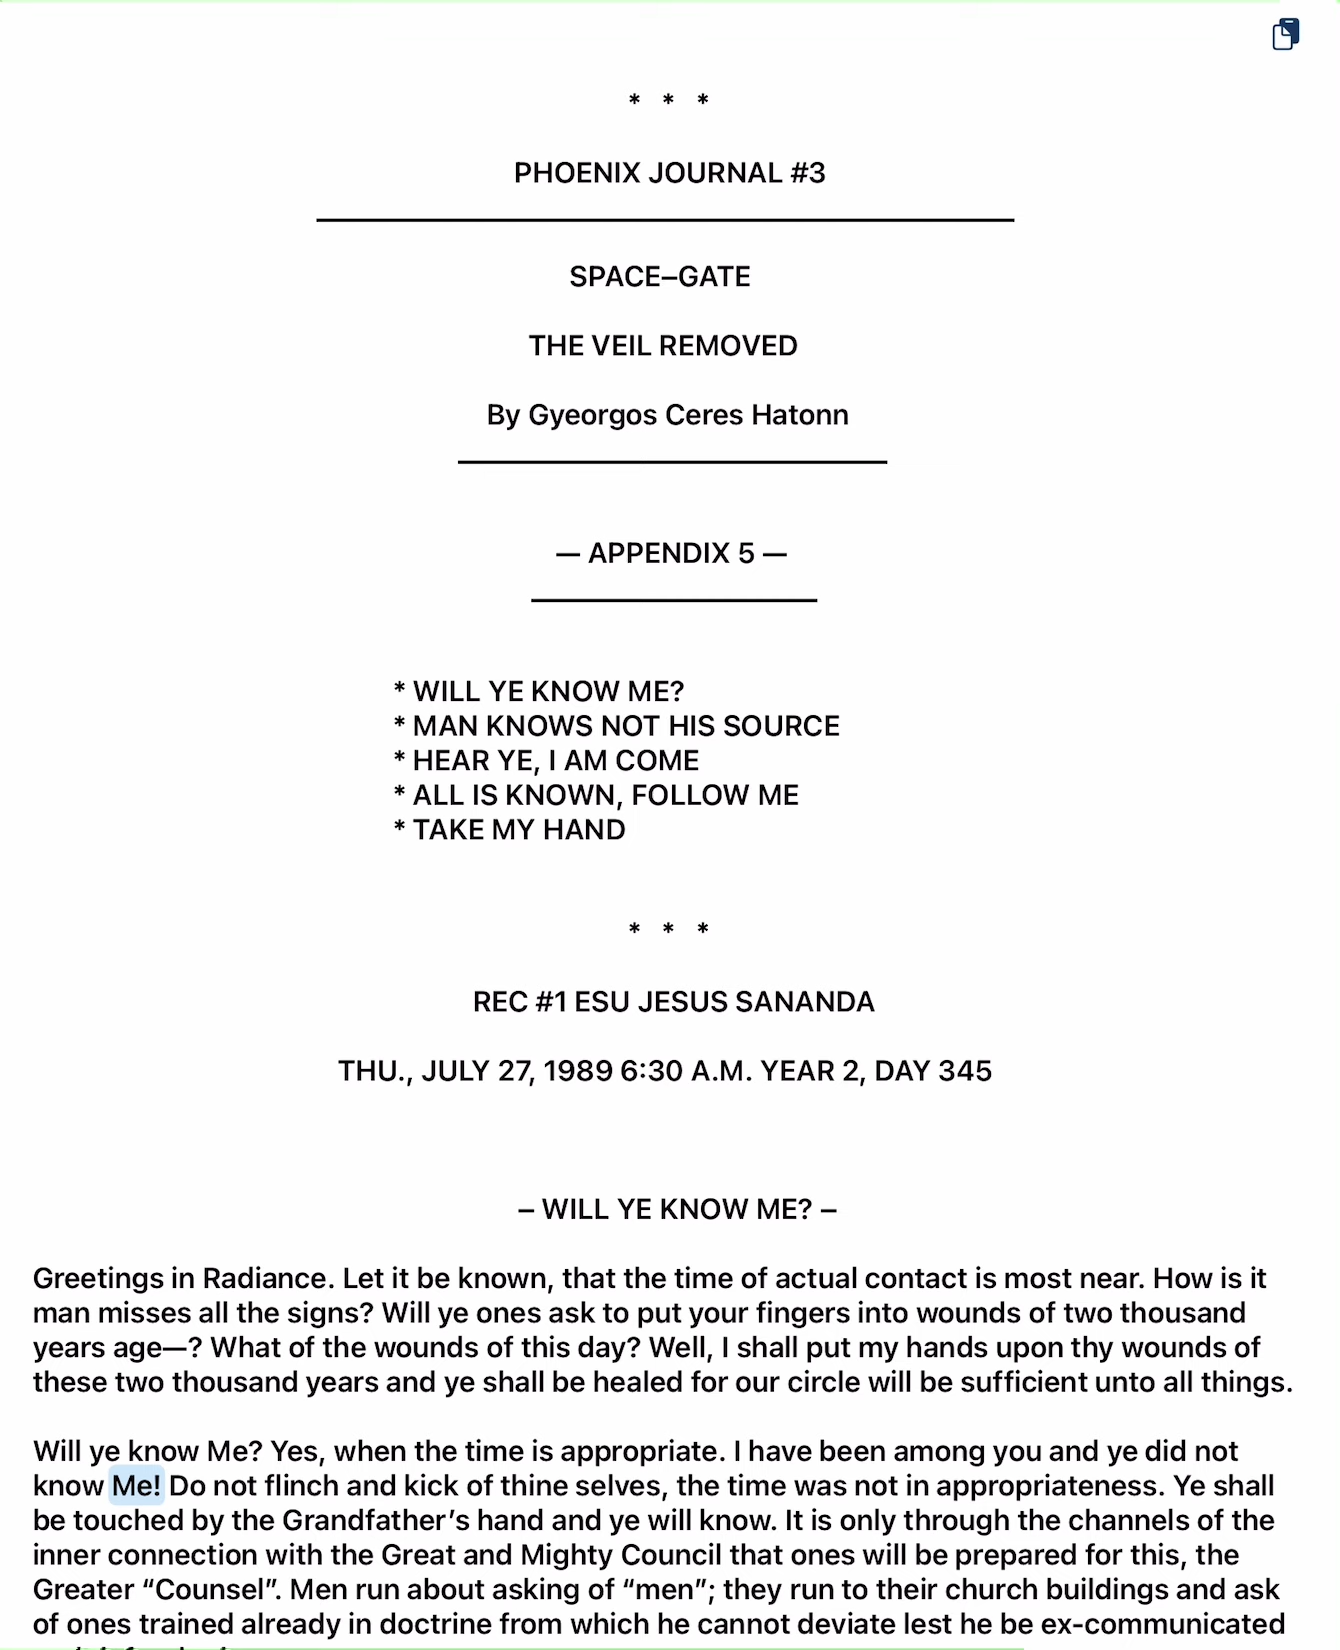 * * *
PHOENIX JOURNAL #3
SPACE–GATE
THE VEIL REMOVED
By Gyeorgos Ceres Hatonn
— APPENDIX 5 —
* WILL YE KNOW ME?
* MAN KNOWS NOT HIS SOURCE
* HEAR YE, I AM COME
* ALL IS KNOWN, FOLLOW ME
* TAKE MY HAND
* * *
REC #1 ESU JESUS SANANDA
THU., JULY 27, 1989 6:30 A.M. YEAR 2, DAY 345
– WILL YE KNOW ME? –
Greetings in Radiance. Let it be known, that the time of actual contact is most near. How is it
man misses all the signs? Will ye ones ask to put your fingers into wounds of two thousand
years age—? What of the wounds of this day? Well, I shall put my hands upon thy wounds of
these two thousand years and ye shall be healed for our circle will be sufficient unto all things.
Will ye know Me? Yes, when the time is appropriate. I have been among you and ye did not
know Me! Do not flinch and kick of thine selves, the time was not in appropriateness. Ye shall
be touched by the Grandfather’s hand and ye will know. It is only through the channels of the
inner connection with the Great and Mighty Council that ones will be prepared for this, the
Greater “Counsel”. Men run about asking of “men”; they run to their church buildings and ask
of ones trained already in doctrine from which he cannot deviate lest he be ex-communicated